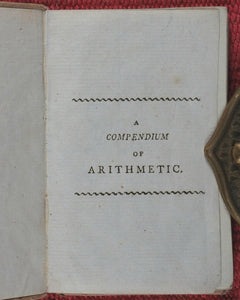 A
COMPENDIUM
OF
ARITHMETIC.